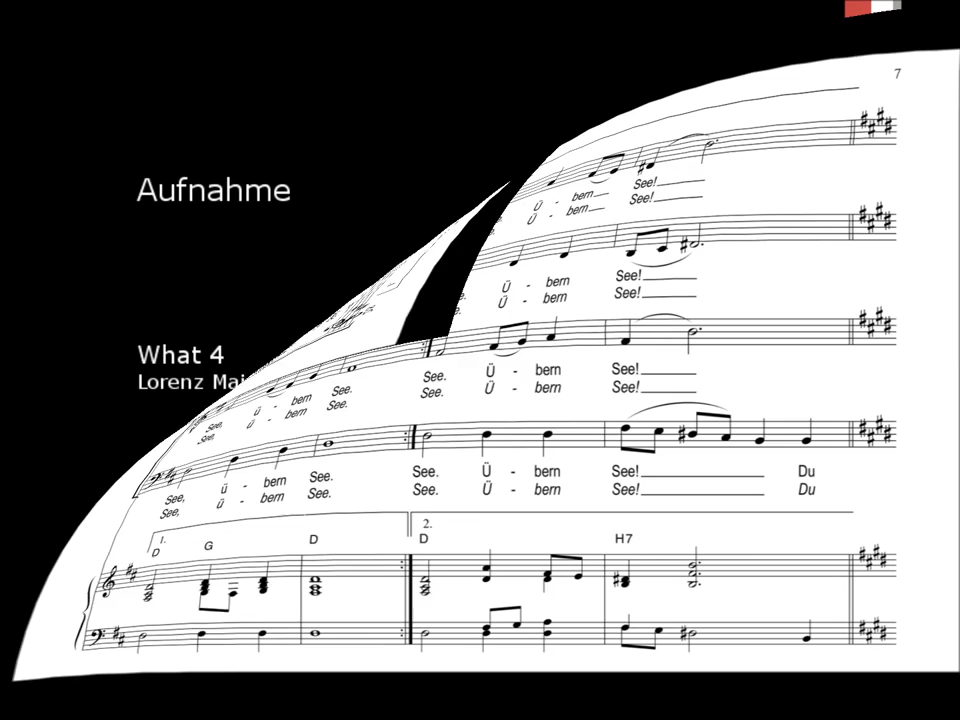 7
Aufnahme
Ü - bern See!
Ü - bern See!
Ü - bern See!
Ü - bern See!
What 4
Lorenz Mai
ü - bern See. See. Ü - bern See!
ü - bern See. See. Ü - bern See!
See, ü - bern See. See. Ü - bern See! Du
See, ü - bern See. See. Ü - bern See! Du
1. 2.
D G D D H7